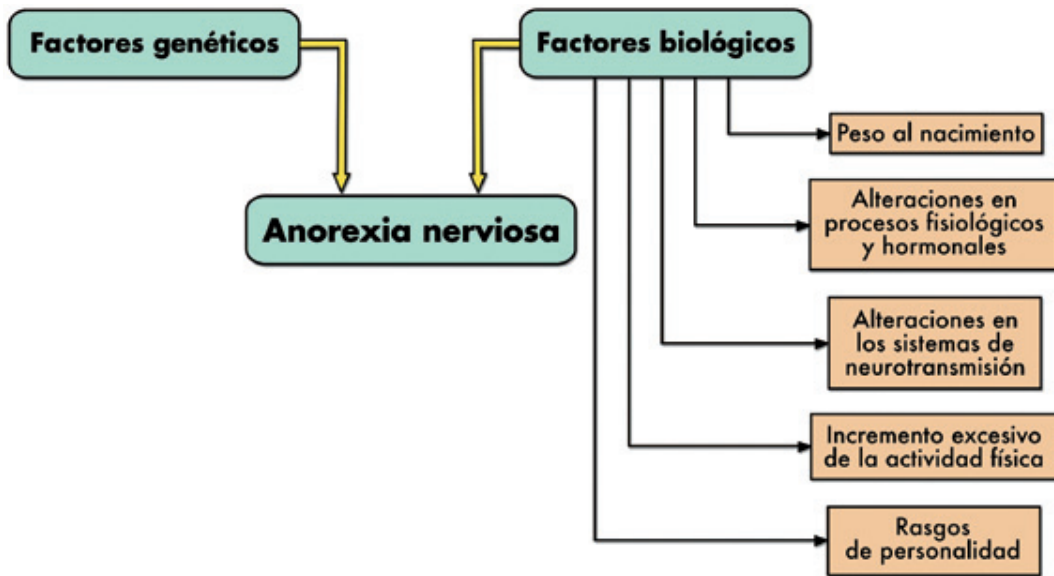 Factores genéticos
Factores biológicos
Anorexia nerviosa
Peso al nacimiento
Alteraciones en
procesos fisiológicos
y hormonales
Alteraciones en
los sistemas de
neurotransmisión
Incremento excesivo
de la actividad física
Rasgos
de personalidad